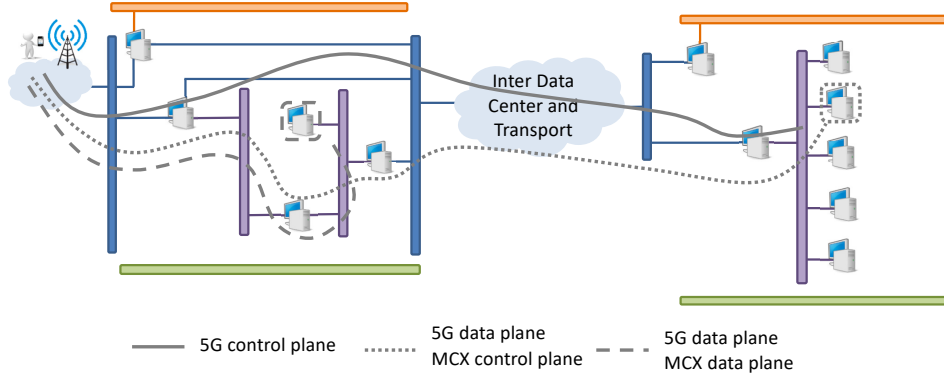 Inter Data
Center and
Transport
5G control plane
5G data plane
MCX control plane
5G data plane
MCX data plane